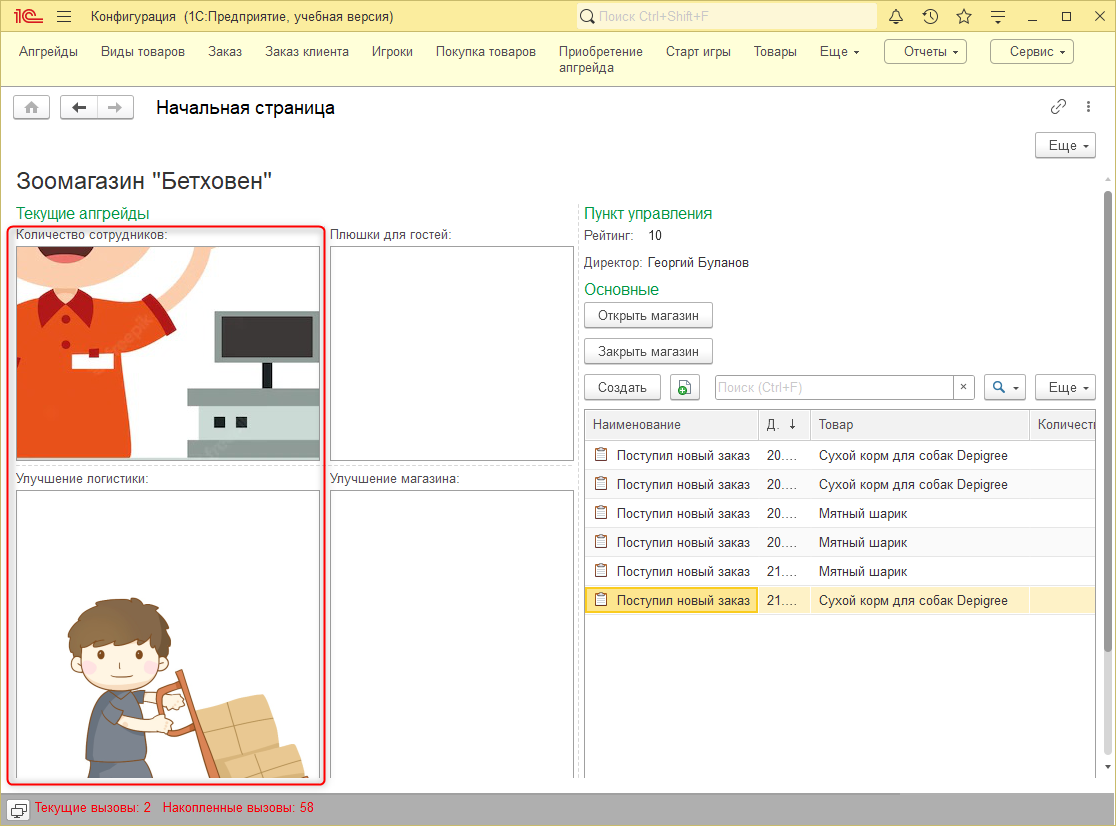 1С
Конфигурация (1С:Предприятие, учебная версия)
Поиск Ctrl+Shift+F
Апгрейды Виды товаров Заказ Заказ клиента Игроки Покупка товаров Приобретение апгрейда Старт игры Товары Еще Отчеты Сервис
Начальная страница
Еще
Зоомагазин "Бетховен"
Текущие апгрейды
Количество сотрудников:
Плюшки для гостей:
Улучшение логистики:
Улучшение магазина:
Пункт управления
Рейтинг: 10
Директор: Георгий Буланов
Основные
Открыть магазин
Закрыть магазин
Создать Поиск (Ctrl+F) × Еще
Наименование Д. ↓ Товар Количест
Поступил новый заказ 20.... Сухой корм для собак Depigree
Поступил новый заказ 20.... Сухой корм для собак Depigree
Поступил новый заказ 20.... Мятный шарик
Поступил новый заказ 20.... Мятный шарик
Поступил новый заказ 21.... Мятный шарик
Поступил новый заказ 21.... Сухой корм для собак Depigree
Текущие вызовы: 2 Накопленные вызовы: 58